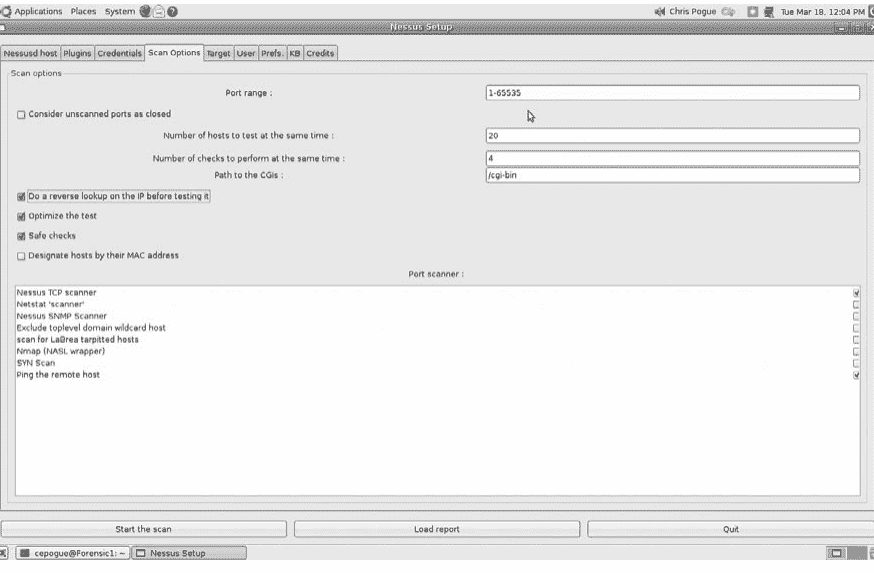 Applications Places System Chris Pogue Tue Mar 18, 12:04 PM
Nessus Setup
Nessusd host Plugins Credentials Scan Options Target User Prefs. KB Credits
Scan options
Port range : 1-65535
Consider unscanned ports as closed
Number of hosts to test at the same time : 20
Number of checks to perform at the same time : 4
Path to the CGIs : /cgi-bin
Do a reverse lookup on the IP before testing it
Optimize the test
Safe checks
Designate hosts by their MAC address
Port scanner :
Nessus TCP scanner
Netstat 'scanner'
Nessus SNMP Scanner
Exclude toplevel domain wildcard host
scan for LaBrea tarpitted hosts
Nmap (NASL wrapper)
SYN Scan
Ping the remote host
Start the scan Load report Quit
cepogue@Forensic1: ~ Nessus Setup